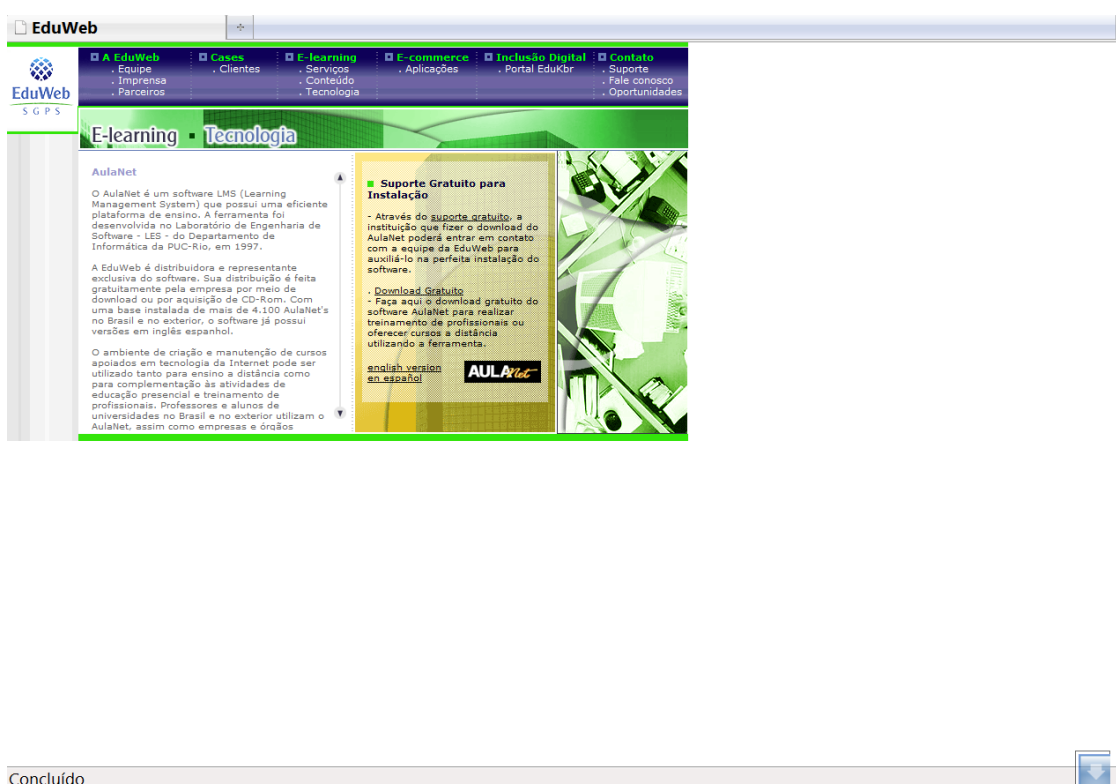 EduWeb
EduWeb
S G P S
A EduWeb
. Equipe
. Imprensa
. Parceiros
Cases
. Clientes
E-learning
. Serviços
. Conteúdo
. Tecnologia
E-commerce
. Aplicações
Inclusão Digital
. Portal EduKbr
Contato
. Suporte
. Fale conosco
. Oportunidades
E-learning ▪ Tecnologia
AulaNet
O AulaNet é um software LMS (Learning
Management System) que possui uma eficiente
plataforma de ensino. A ferramenta foi
desenvolvida no Laboratório de Engenharia de
Software - LES - do Departamento de
Informática da PUC-Rio, em 1997.
A EduWeb é distribuidora e representante
exclusiva do software. Sua distribuição é feita
gratuitamente pela empresa por meio de
download ou por aquisição de CD-Rom. Com
uma base instalada de mais de 4.100 AulaNet's
no Brasil e no exterior, o software já possui
versões em inglês espanhol.
O ambiente de criação e manutenção de cursos
apoiados em tecnologia da Internet pode ser
utilizado tanto para ensino a distância como
para complementação às atividades de
educação presencial e treinamento de
profissionais. Professores e alunos de
universidades no Brasil e no exterior utilizam o
AulaNet, assim como empresas e órgãos
Suporte Gratuito para
Instalação
- Através do suporte gratuito, a
instituição que fizer o download do
AulaNet poderá entrar em contato
com a equipe da EduWeb para
auxiliá-lo na perfeita instalação do
software.
. Download Gratuito
- Faça aqui o download gratuito do
software AulaNet para realizar
treinamento de profissionais ou
oferecer cursos a distância
utilizando a ferramenta.
english version
en español
AULANet
Concluído